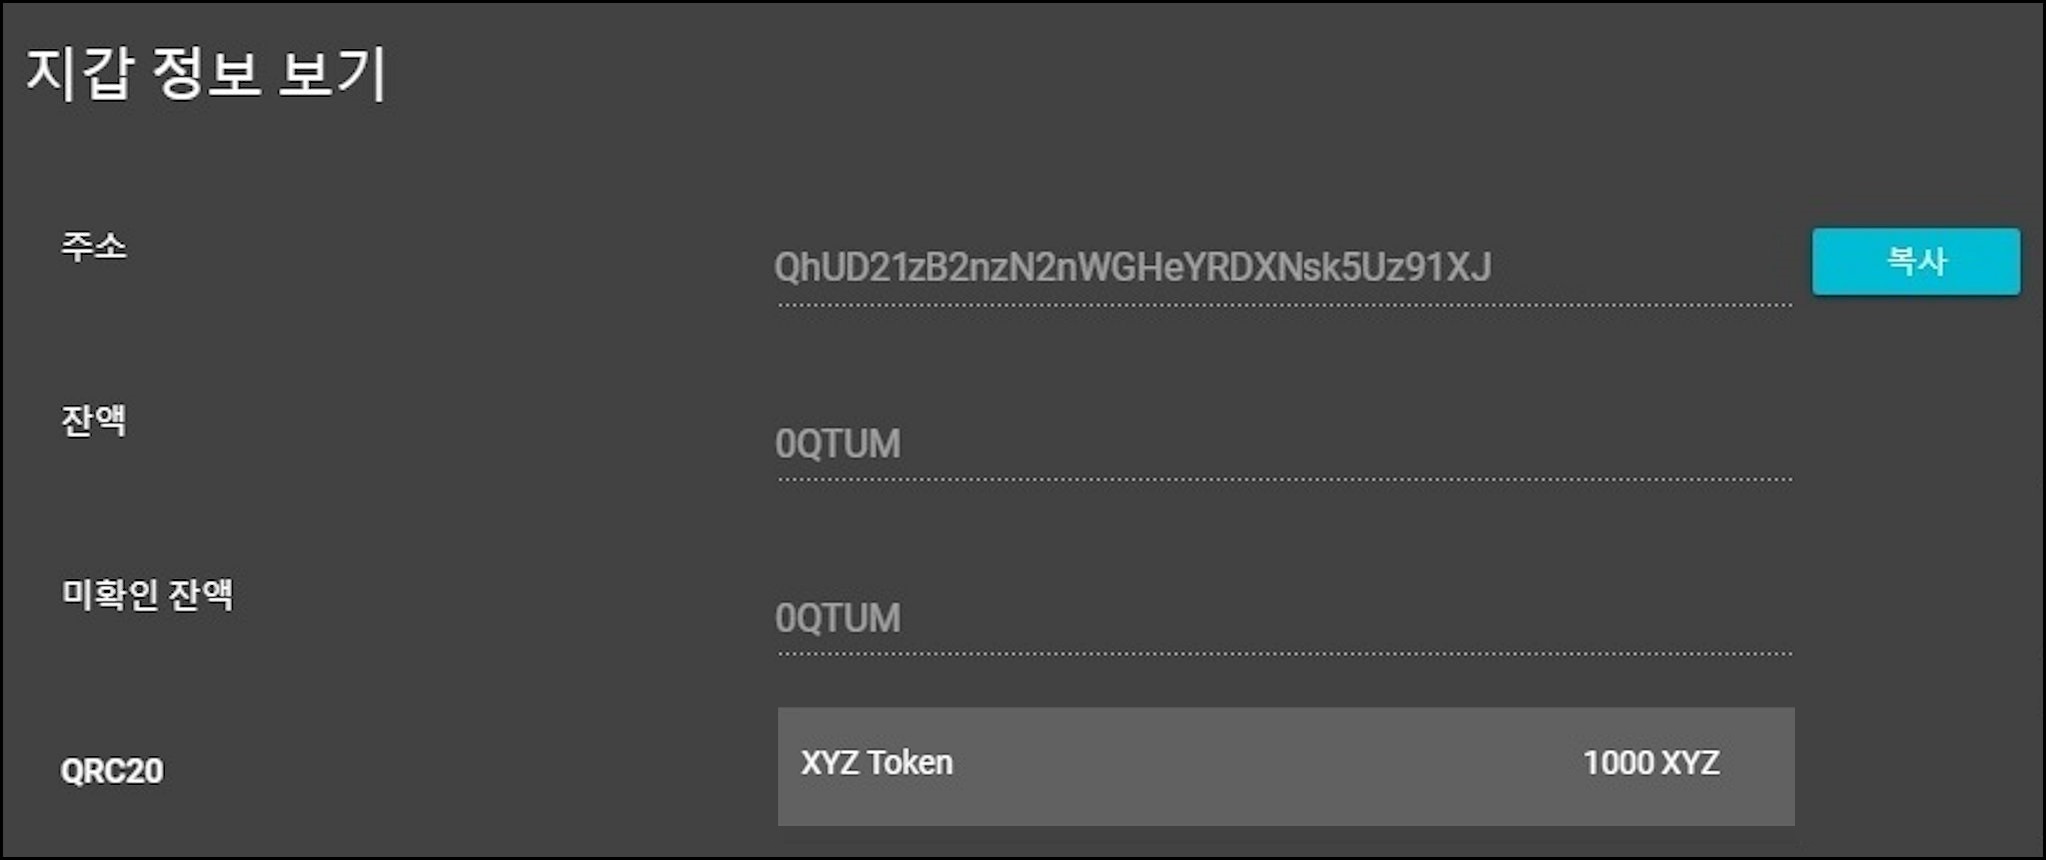 지갑 정보 보기
주소
QhUD21zB2nzN2nWGHeYRDXNsk5Uz91XJ
복사
잔액
0QTUM
미확인 잔액
0QTUM
QRC20
XYZ Token
1000 XYZ